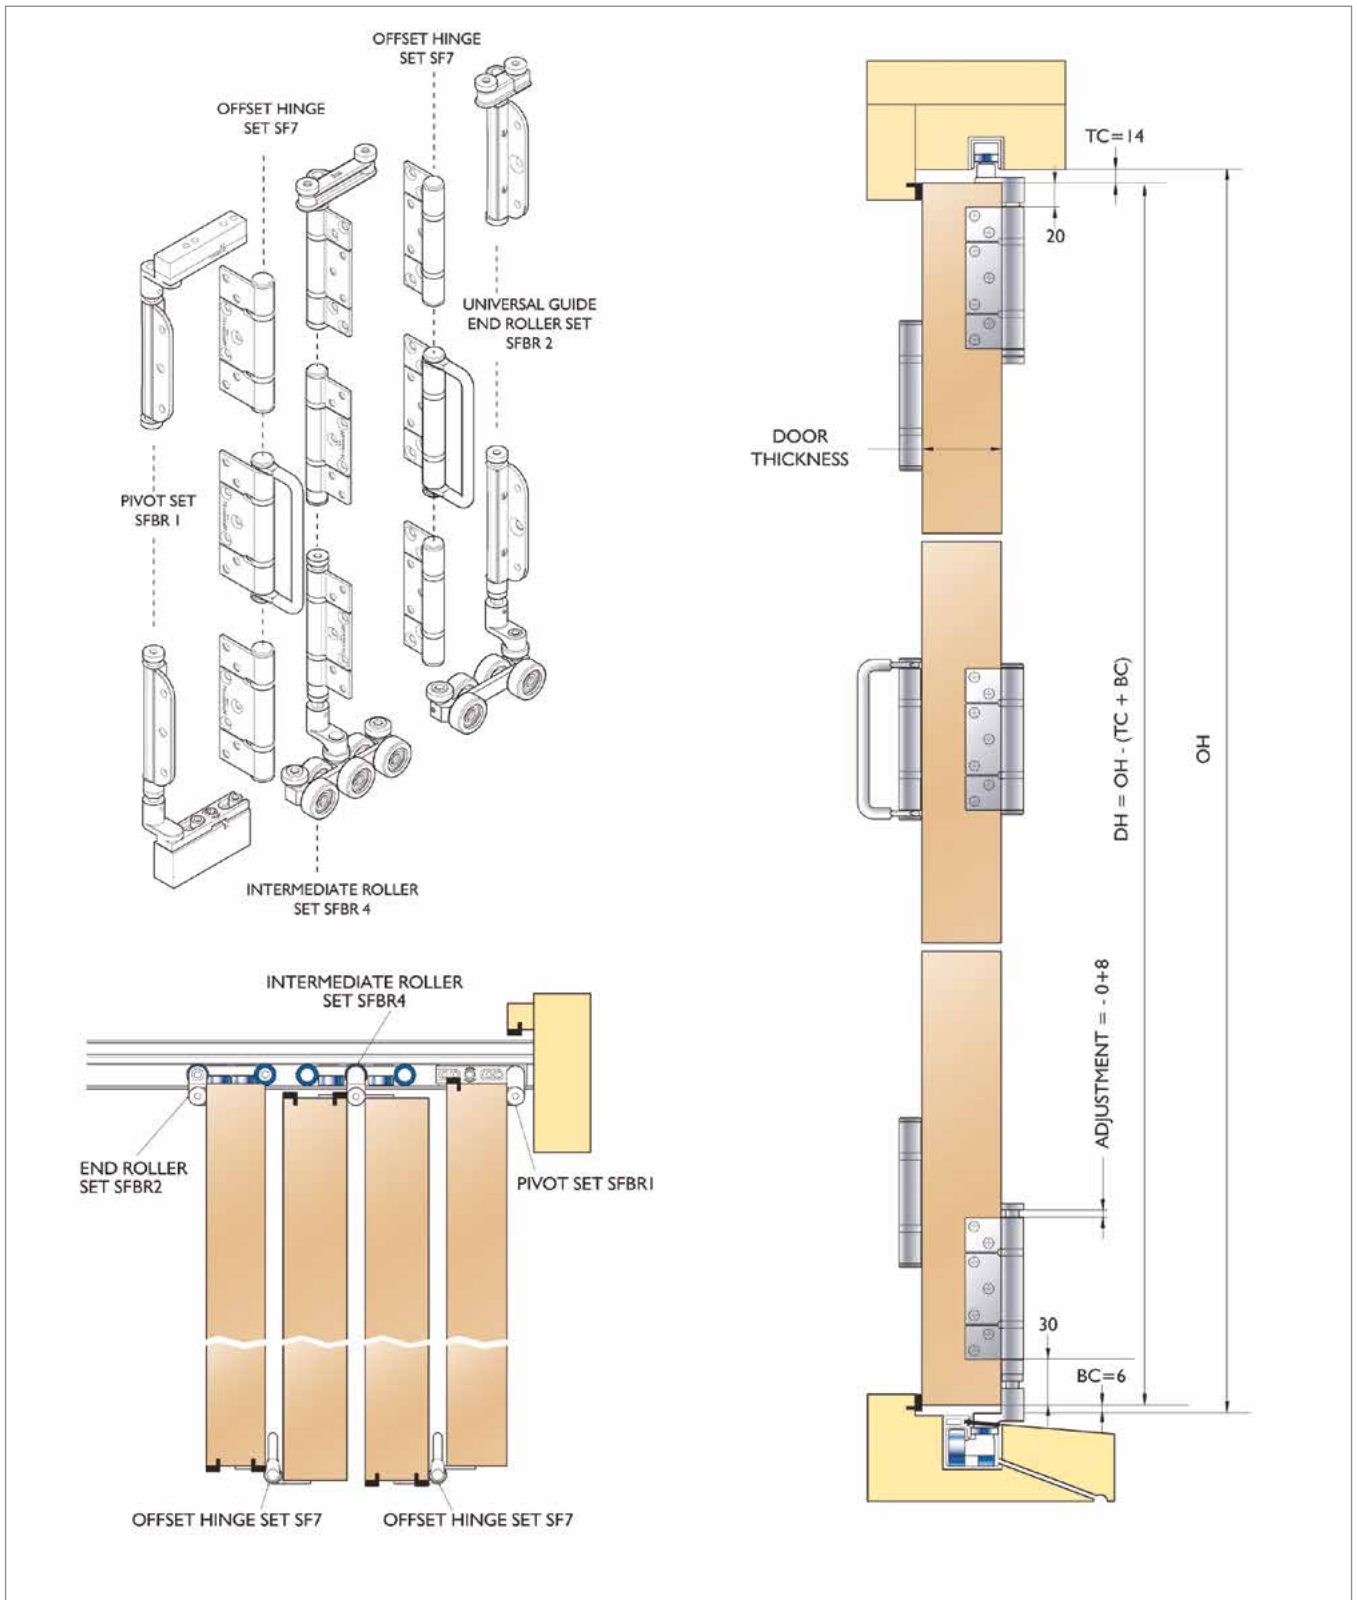 OFFSET HINGE
SET SF7
OFFSET HINGE
SET SF7
UNIVERSAL GUIDE
END ROLLER SET
SFBR 2
PIVOT SET
SFBR 1
INTERMEDIATE ROLLER
SET SFBR 4
INTERMEDIATE ROLLER
SET SFBR4
END ROLLER
SET SFBR2
PIVOT SET SFBR1
OFFSET HINGE SET SF7
OFFSET HINGE SET SF7
TC=14
20
DOOR
THICKNESS
DH = OH - (TC + BC)
OH
ADJUSTMENT = - 0+8
30
BC=6